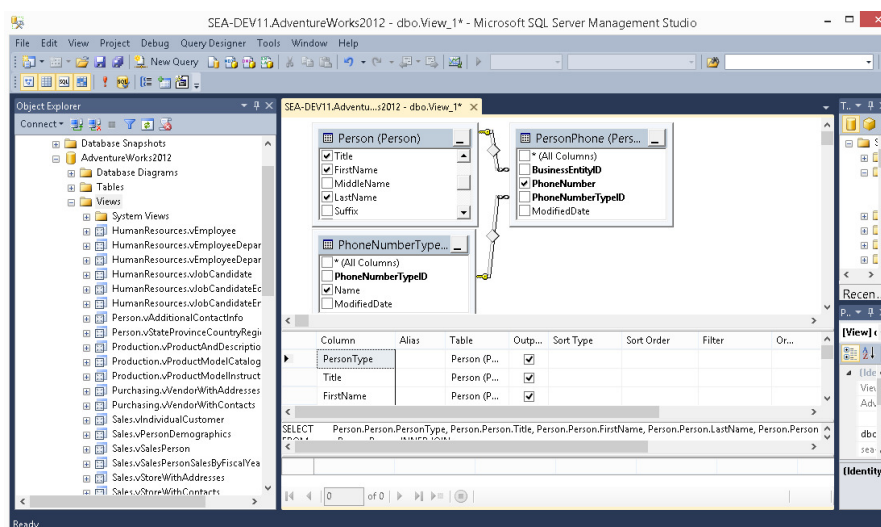 SEA-DEV11.AdventureWorks2012 - dbo.View_1* - Microsoft SQL Server Management Studio
File Edit View Project Debug Query Designer Tools Window Help
New Query
Object Explorer
SEA-DEV11.Adventu...s2012 - dbo.View_1*
T..
Connect
Database Snapshots
AdventureWorks2012
Database Diagrams
Tables
Views
System Views
HumanResources.vEmployee
HumanResources.vEmployeeDepar
HumanResources.vEmployeeDepar
HumanResources.vJobCandidate
HumanResources.vJobCandidateEc
HumanResources.vJobCandidateEr
Person.vAdditionalContactInfo
Person.vStateProvinceCountryRegi
Production.vProductAndDescriptio
Production.vProductModelCatalog
Production.vProductModelInstruct
Purchasing.vVendorWithAddresses
Purchasing.vVendorWithContacts
Sales.vIndividualCustomer
Sales.vPersonDemographics
Sales.vSalesPerson
Sales.vSalesPersonSalesByFiscalYea
Sales.vStoreWithAddresses
Sales.vStoreWithContacts
Person (Person)
Title
FirstName
MiddleName
LastName
Suffix
PersonPhone (Pers...
* (All Columns)
BusinessEntityID
PhoneNumber
PhoneNumberTypeID
ModifiedDate
PhoneNumberType...
* (All Columns)
PhoneNumberTypeID
Name
ModifiedDate
Column Alias Table Outp... Sort Type Sort Order Filter Or...
PersonType Person (P...
Title Person (P...
FirstName Person (P...
SELECT Person.Person.PersonType, Person.Person.Title, Person.Person.FirstName, Person.Person.LastName, Person.Person
0 of 0
Recen..
P..
[View] 
(Ide
Viev
Adv
dbc
sea-
(Identity
Ready